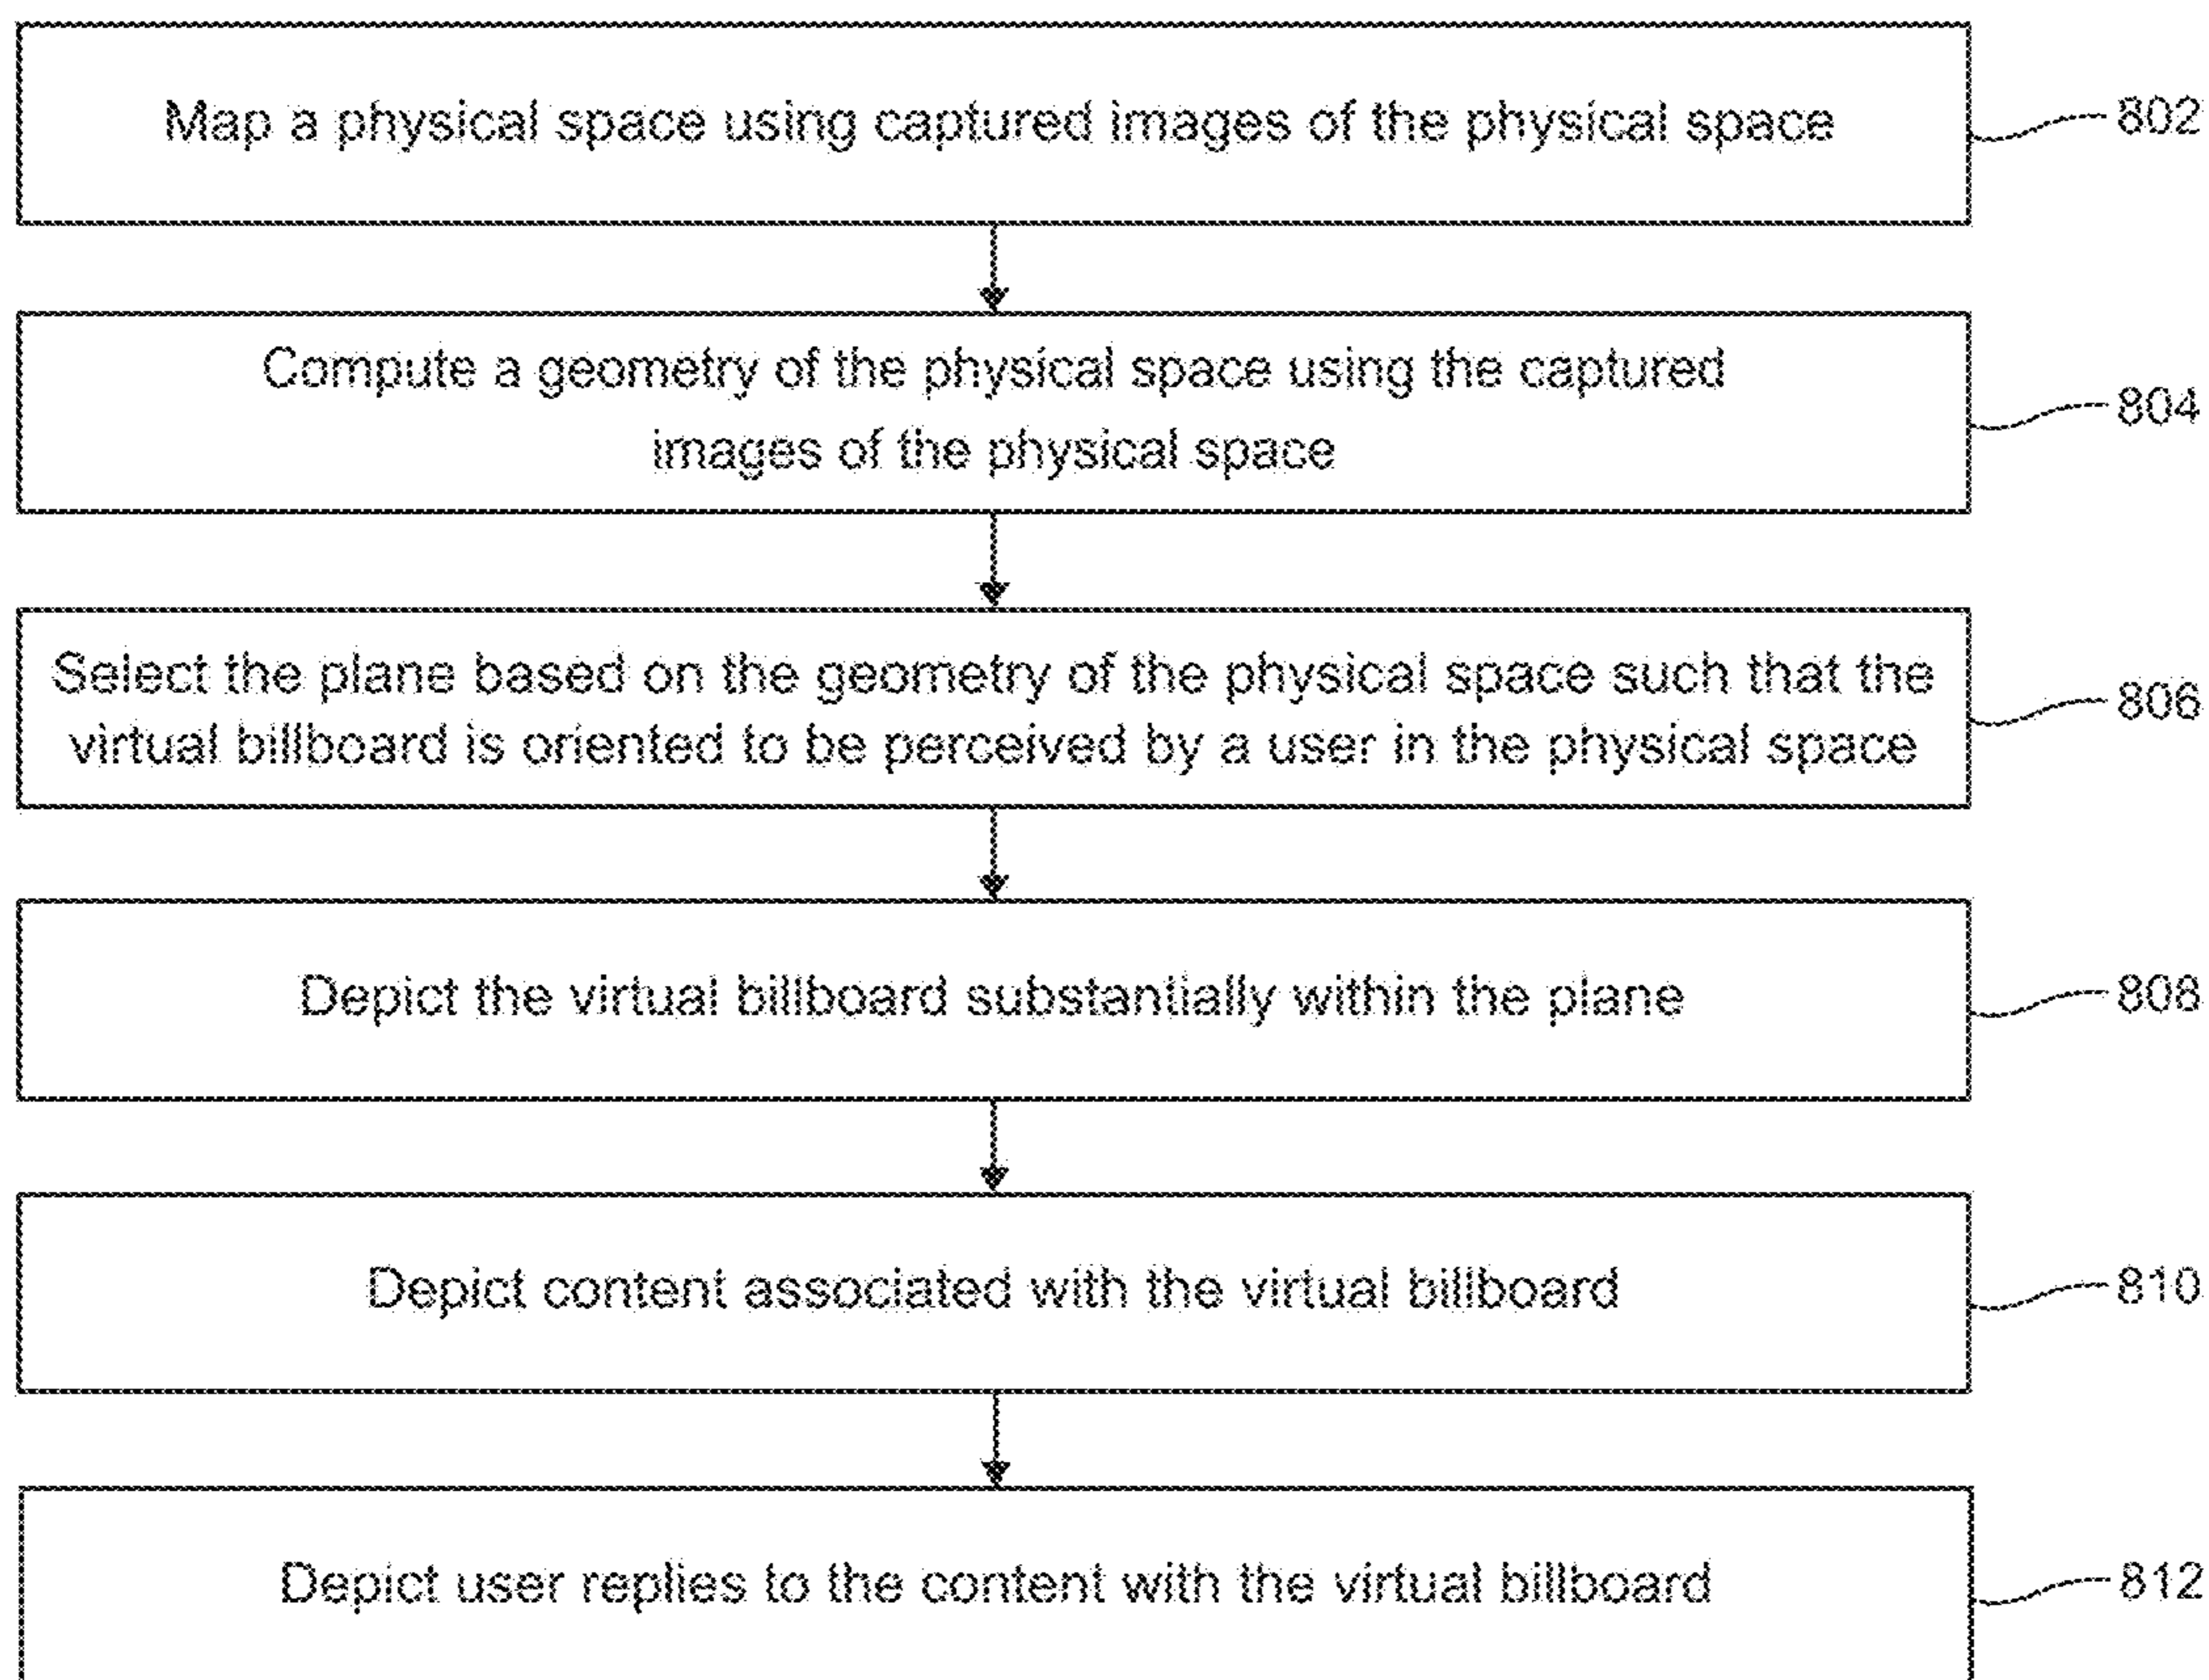 Map a physical space using captured images of the physical space
802
Compute a geometry of the physical space using the captured
images of the physical space
804
Select the plane based on the geometry of the physical space such that the
virtual billboard is oriented to be perceived by a user in the physical space
806
Depict the virtual billboard substantially within the plane
808
Depict content associated with the virtual billboard
810
Depict user replies to the content with the virtual billboard
812